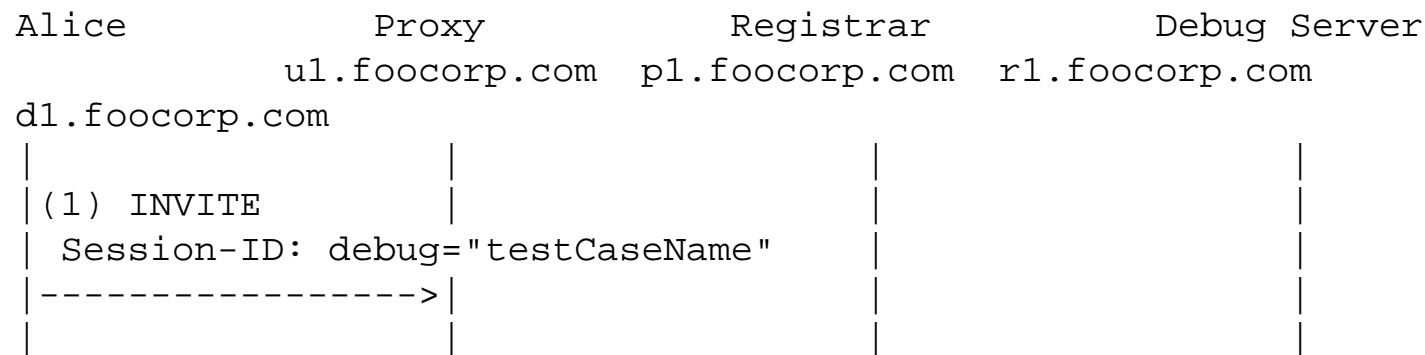 Alice             Proxy             Registrar           Debug Server
            u1.foocorp.com  p1.foocorp.com  r1.foocorp.com
d1.foocorp.com
|                  |                  |                  |
|(1) INVITE        |                  |                  |
| Session-ID: debug="testCaseName"    |                  |
|----------------->|                  |                  |
|                  |                  |                  |